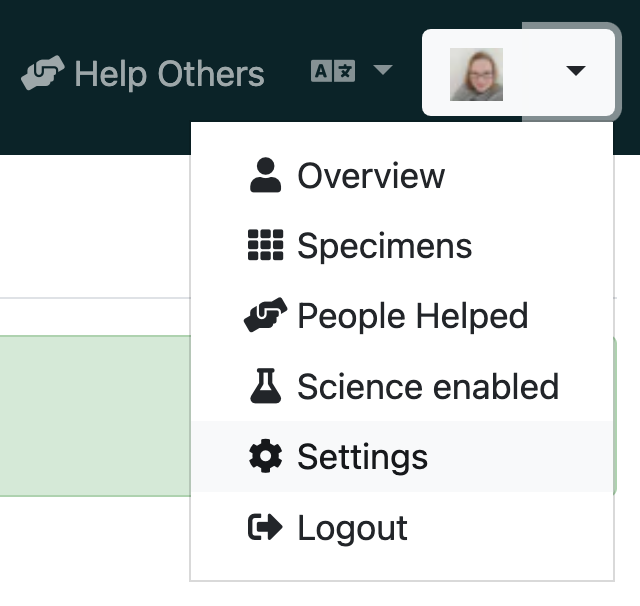 Help Others
Overview
Specimens
People Helped
Science enabled
Settings
Logout